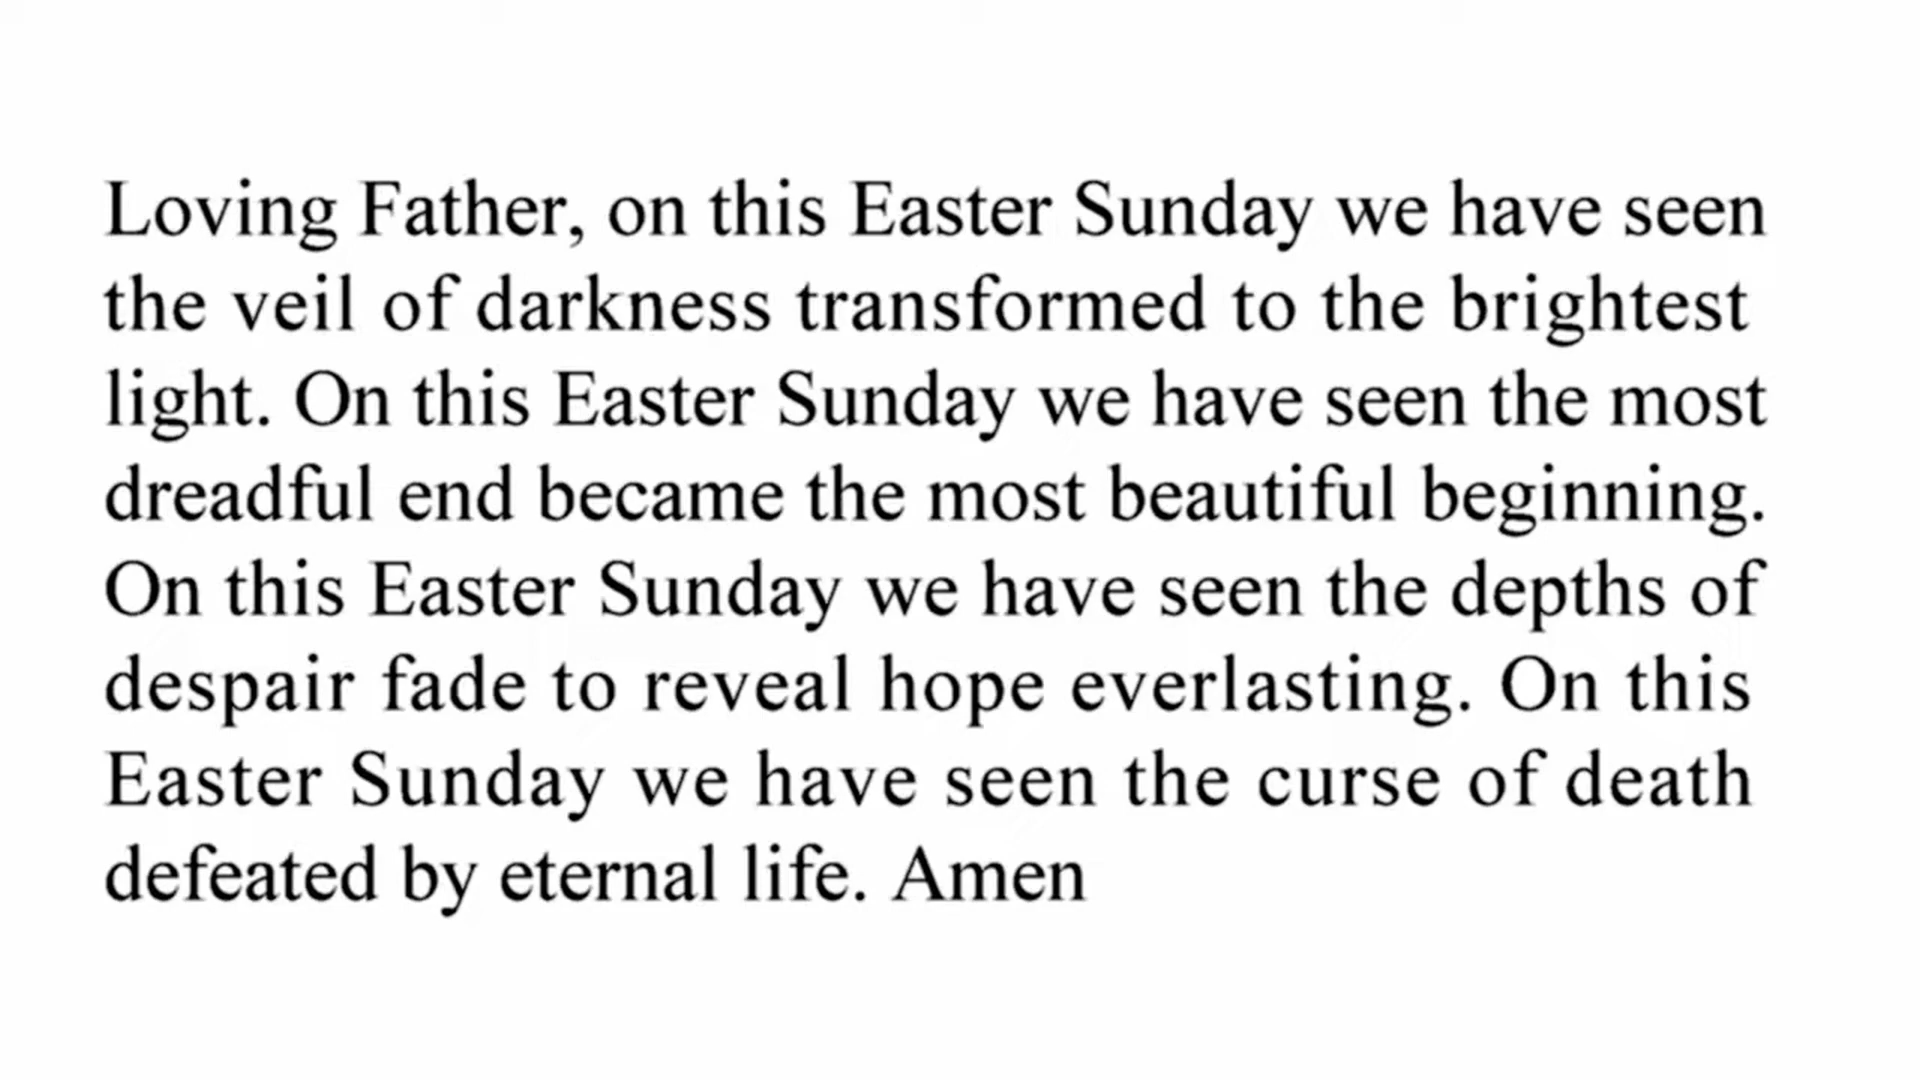 Loving Father, on this Easter Sunday we have seen
the veil of darkness transformed to the brightest
light. On this Easter Sunday we have seen the most
dreadful end became the most beautiful beginning.
On this Easter Sunday we have seen the depths of
despair fade to reveal hope everlasting. On this
Easter Sunday we have seen the curse of death
defeated by eternal life. Amen